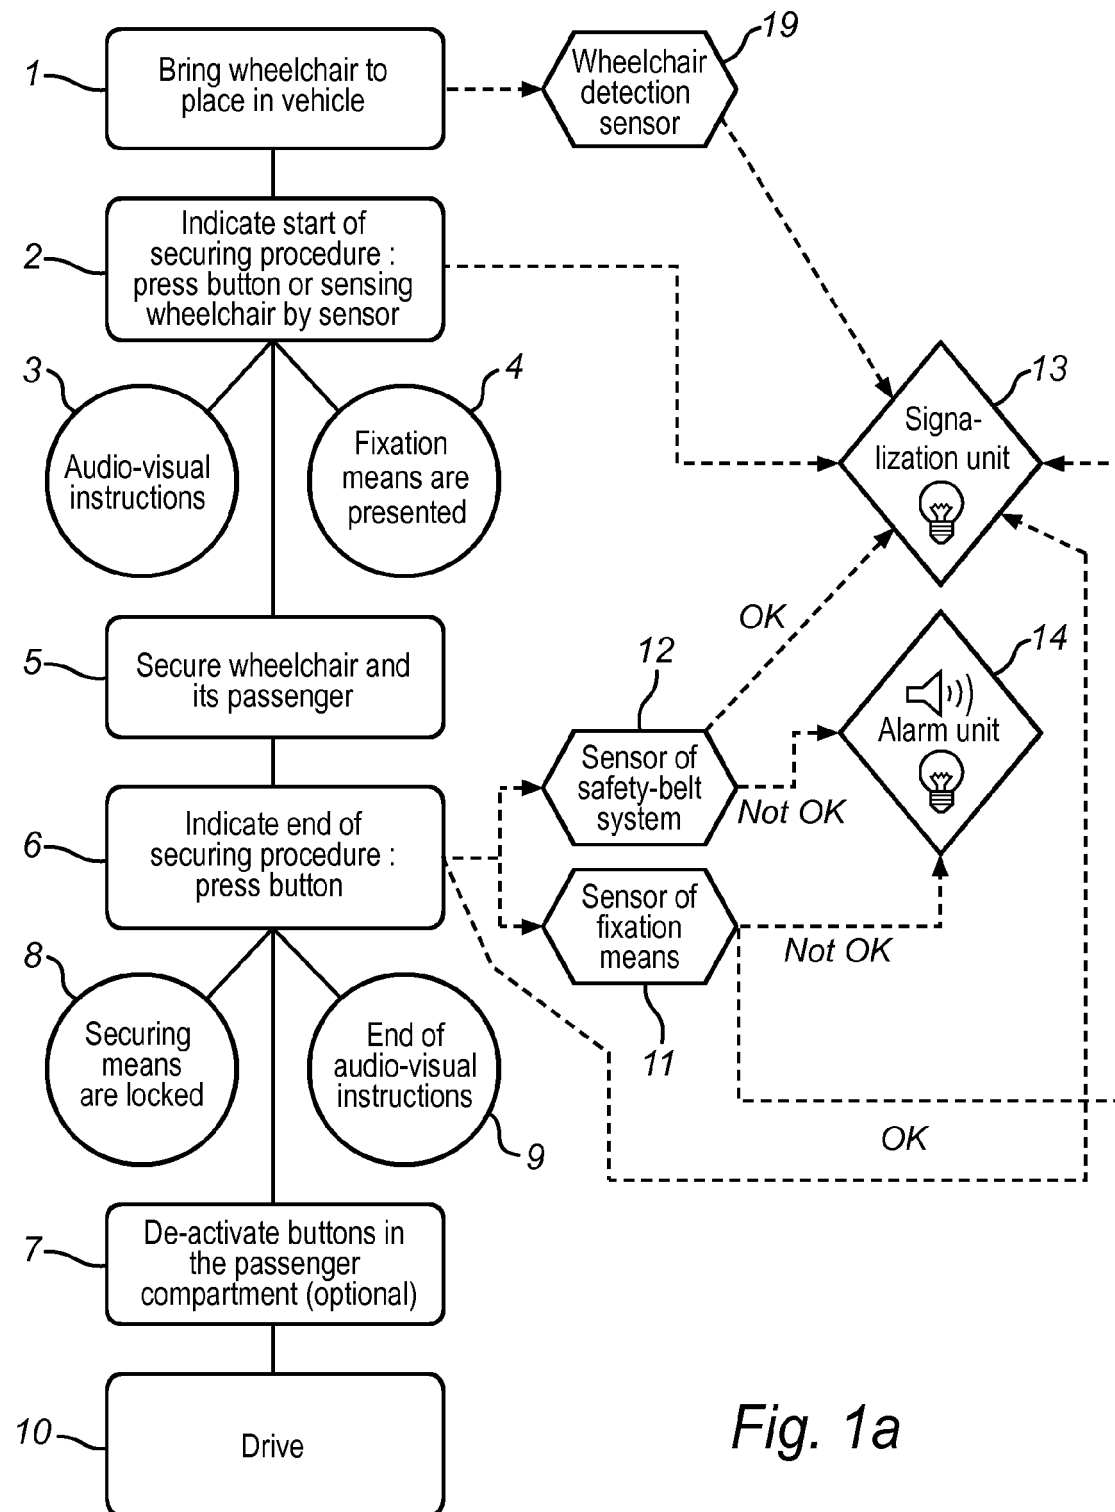 19
1
Bring wheelchair to
place in vehicle
Wheelchair
detection
sensor
2
Indicate start of
securing procedure :
press button or sensing
wheelchair by sensor
3
Audio-visual
instructions
4
Fixation
means are
presented
13
Signa-
lization unit
OK
5
Secure wheelchair and
its passenger
12
Sensor of
safety-belt
system
14
Alarm unit
Not OK
6
Indicate end of
securing procedure :
press button
Sensor of
fixation
means
Not OK
11
8
Securing
means
are locked
End of
audio-visual
instructions
9
OK
7
De-activate buttons in
the passenger
compartment (optional)
10
Drive
Fig. 1a